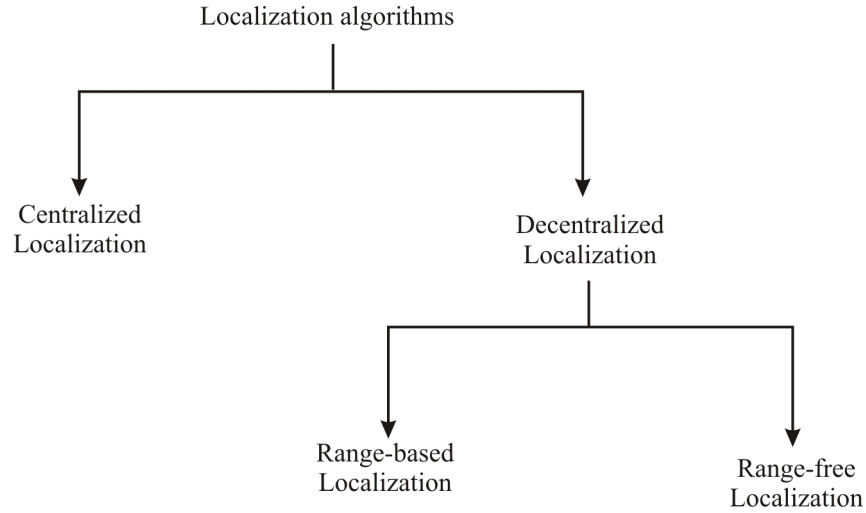 Localization algorithms
Centralized
Localization
Decentralized
Localization
Range-based
Localization
Range-free
Localization